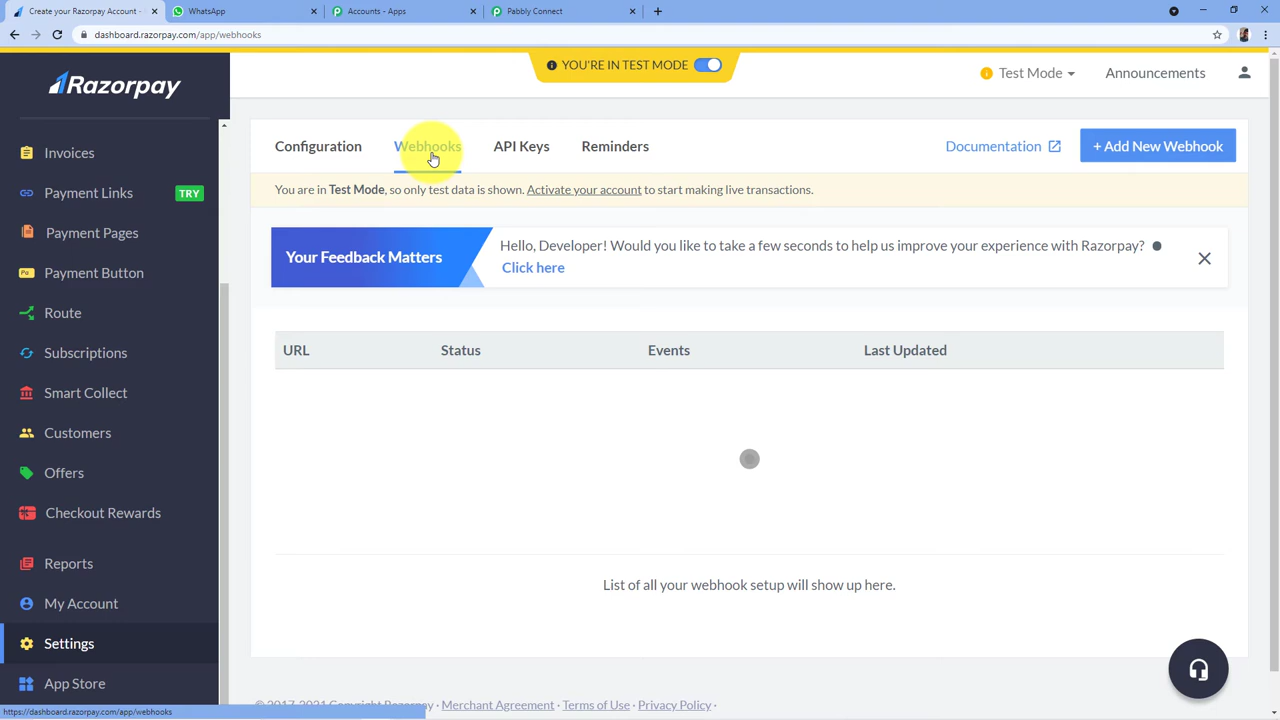 Create your Razorpay Account -
WhatsApp
Accounts - Apps
Pabbly Connect
dashboard.razorpay.com/app/webhooks
YOU'RE IN TEST MODE
Razorpay
Test Mode
Announcements
Configuration
Webhooks
API Keys
Reminders
Documentation
+ Add New Webhook
You are in Test Mode, so only test data is shown. Activate your account to start making live transactions.
Your Feedback Matters
Hello, Developer! Would you like to take a few seconds to help us improve your experience with Razorpay?
Click here
Invoices
Payment Links
TRY
Payment Pages
Payment Button
Route
Subscriptions
Smart Collect
Customers
Offers
Checkout Rewards
Reports
My Account
Settings
App Store
URL
Status
Events
Last Updated
List of all your webhook setup will show up here.
© 2017-2021 Copyright Razorpay · Merchant Agreement · Terms of Use · Privacy Policy ·
https://dashboard.razorpay.com/app/webhooks